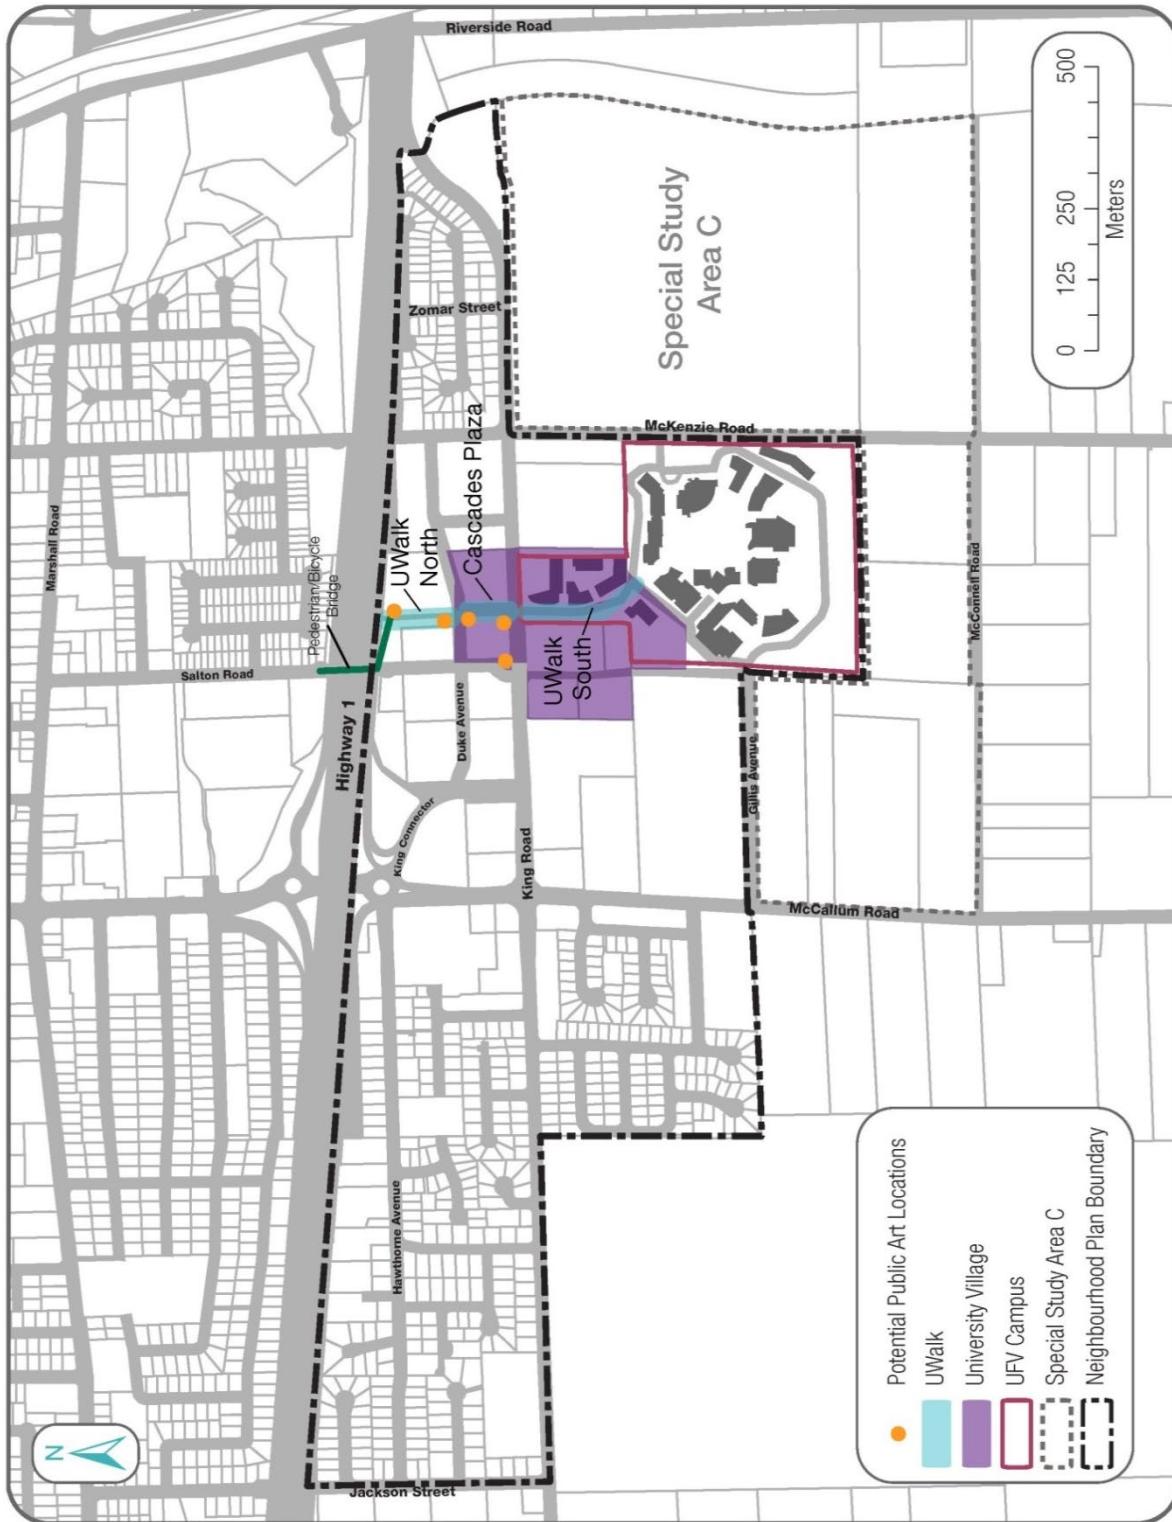 Riverside Road
Marshall Road
Zomar Street
Special Study
Area C
McKenzie Road
Cascades Plaza
UWalk
North
Pedestrian/Bicycle
Bridge
Salton Road
UWalk
South
Highway 1
Duke Avenue
King Connector
King Road
Gillis Avenue
McCallum Road
McConnell Road
Hawthorne Avenue
Jackson Street
N
0 125 250 500
Meters
Potential Public Art Locations
UWalk
University Village
UFV Campus
Special Study Area C
Neighbourhood Plan Boundary